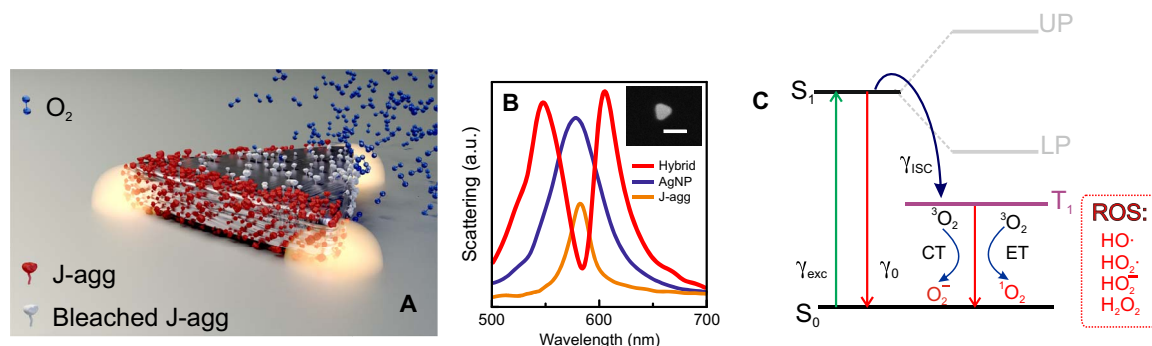 O₂
J-agg
Bleached J-agg
A
B
Hybrid
AgNP
J-agg
Scattering (a.u.)
500
600
700
Wavelength (nm)
C
UP
S₁
LP
γISC
T₁
³O₂
³O₂
CT
ET
γexc
γ₀
O₂⁻
¹O₂
S₀
ROS:
HO·
HO₂·
HO₂⁻
H₂O₂